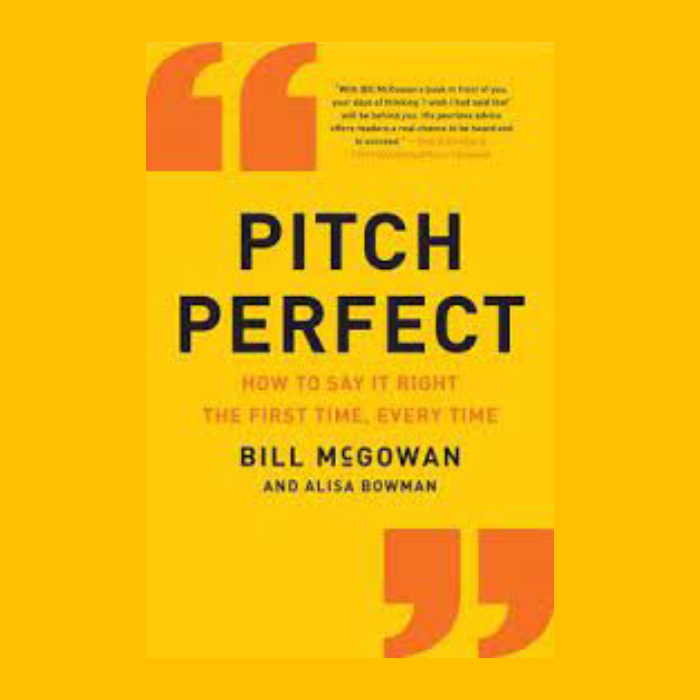 "With Bill McGowan's book in front of you,
your days of thinking 'I wish I had said that'
will be behind you. His peerless advice
offers readers a real chance to be heard and
to succeed." —
PITCH
PERFECT
HOW TO SAY IT RIGHT
THE FIRST TIME, EVERY TIME
BILL McGOWAN
AND ALISA BOWMAN